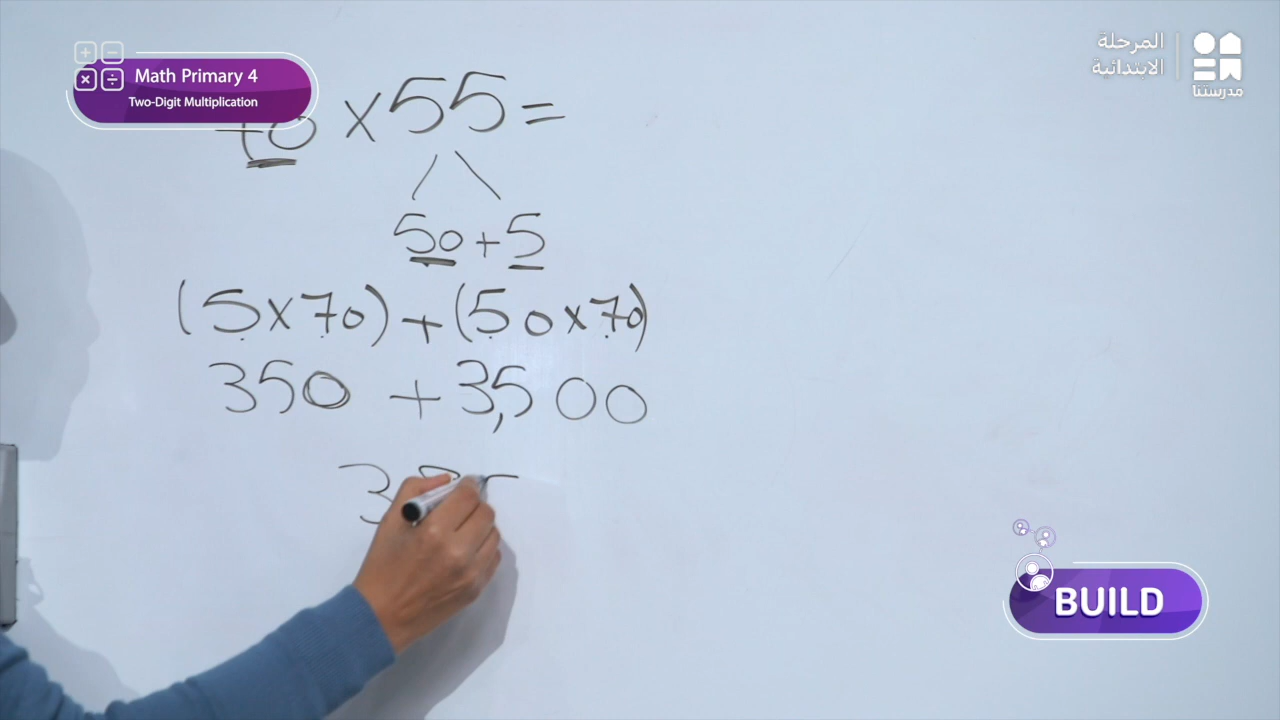 Math Primary 4
Two-Digit Multiplication
المرحلة
الابتدائية
مدرستنا
×55=
50+5
(5×70)+(50×70)
350 + 3,500
3
BUILD